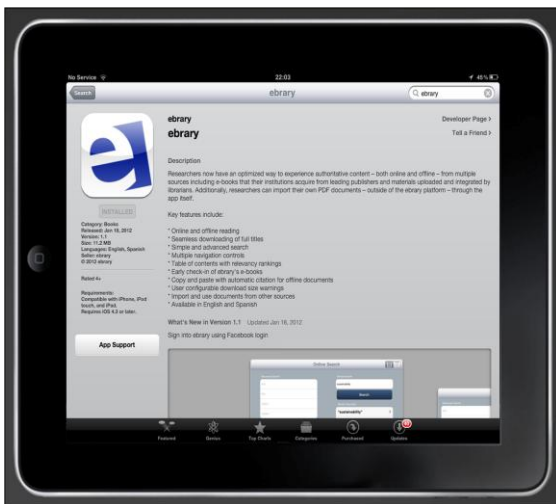 No Service
22:03
45%
Search
ebrary
ebrary
ebrary
ebrary
Developer Page >
Tell a Friend >
Description
Researchers now have an optimized way to experience authoritative content – both online and offline – from multiple
sources including e-books that their institutions acquire from leading publishers and materials uploaded and integrated by
librarians. Additionally, researchers can import their own PDF documents – outside of the ebrary platform – through the
app itself.
Key features include:
* Online and offline reading
* Seamless downloading of full titles
* Simple and advanced search
* Multiple navigation controls
* Table of contents with relevancy rankings
* Early check-in of ebrary's e-books
* Copy and paste with automatic citation for offline documents
* User configurable download size warnings
* Import and use documents from other sources
* Available in English and Spanish
What's New in Version 1.1 Updated Jan 16, 2012
Sign into ebrary using Facebook login
e
INSTALLED
Category: Books
Released: Jan 16, 2012
Version: 1.1
Size: 11.2 MB
Languages: English, Spanish
Seller: ebrary
© 2012 ebrary
Rated 4+
Requirements:
Compatible with iPhone, iPod
touch, and iPad.
Requires iOS 4.2 or later.
App Support
Online Search
Search
"sustainability"
Featured
Genius
Top Charts
Categories
Purchased
Updates